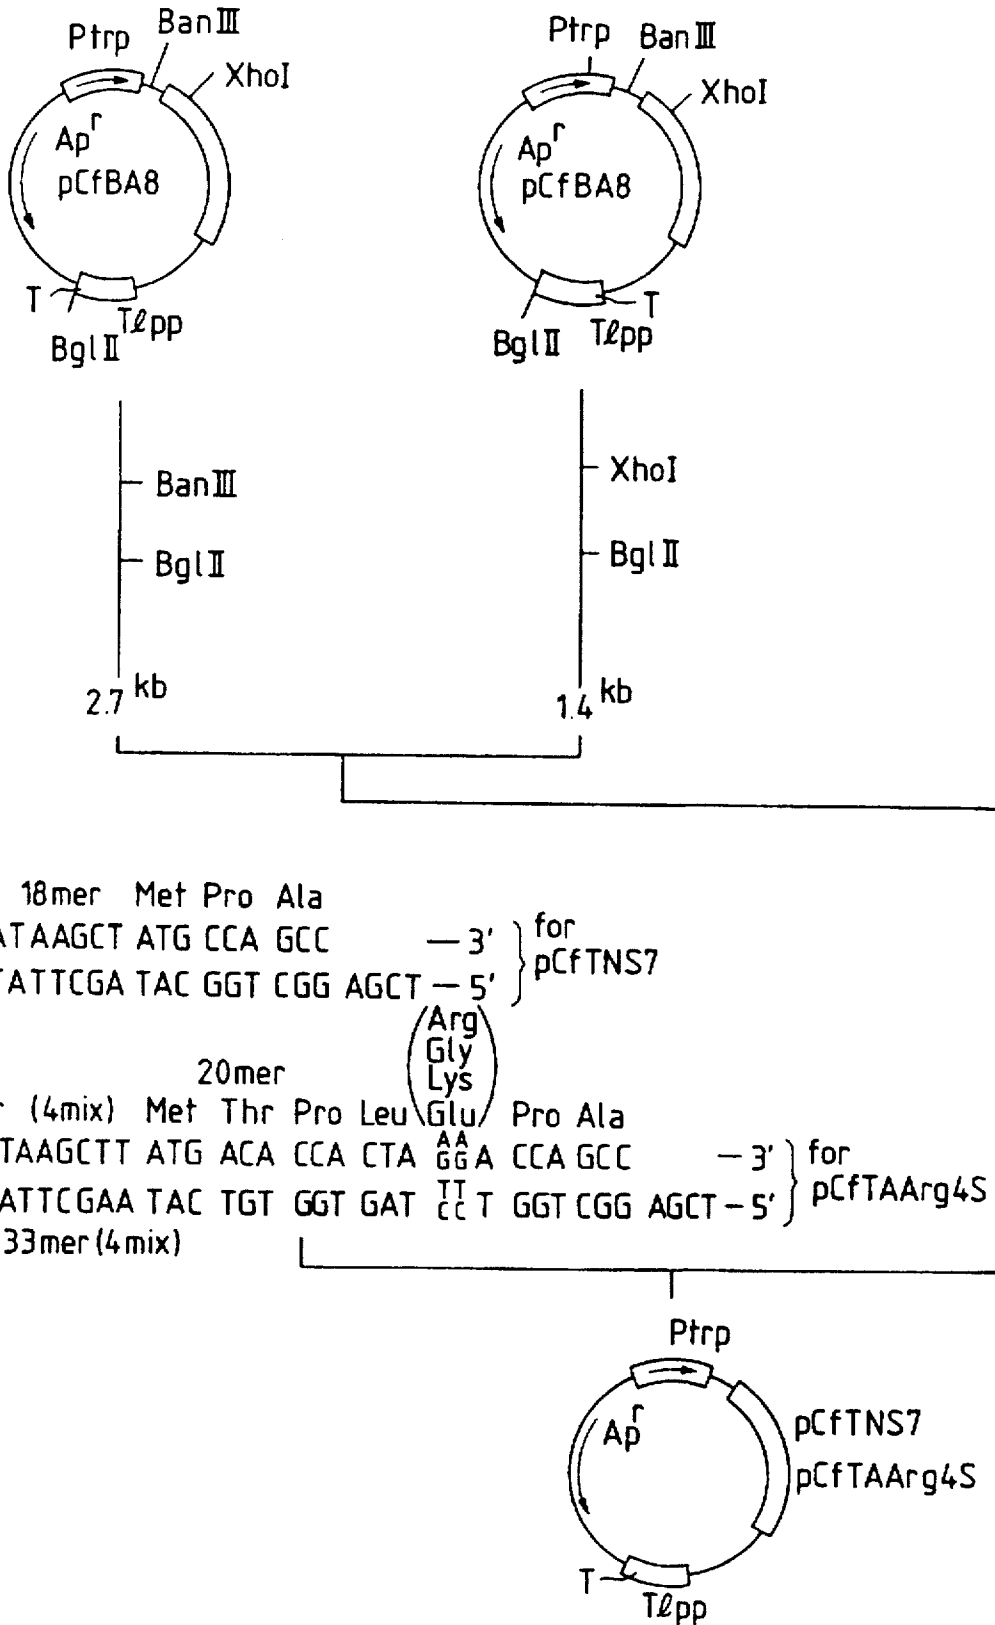 Ptrp BanⅢ
XhoI
Ap^r
pCfBA8
T
Tℓpp
BglⅡ
Ptrp BanⅢ
XhoI
Ap^r
pCfBA8
T
BglⅡ Tℓpp
BanⅢ
BglⅡ
2.7 kb
XhoI
BglⅡ
1.4 kb
18mer Met Pro Ala
ATAAGCT ATG CCA GCC —3' } for
TATTCGA TAC GGT CGG AGCT—5' } pCfTNS7
(Arg
Gly
Lys
Glu)
20mer
r (4mix) Met Thr Pro Leu Pro Ala
AA
TAAGCTT ATG ACA CCA CTA GGA CCA GCC —3' } for
TT
ATTCGAA TAC TGT GGT GAT CCT GGT CGG AGCT—5' } pCfTAArg4S
33mer(4mix)
Ptrp
Ap^r
pCfTNS7
pCfTAArg4S
T
Tℓpp